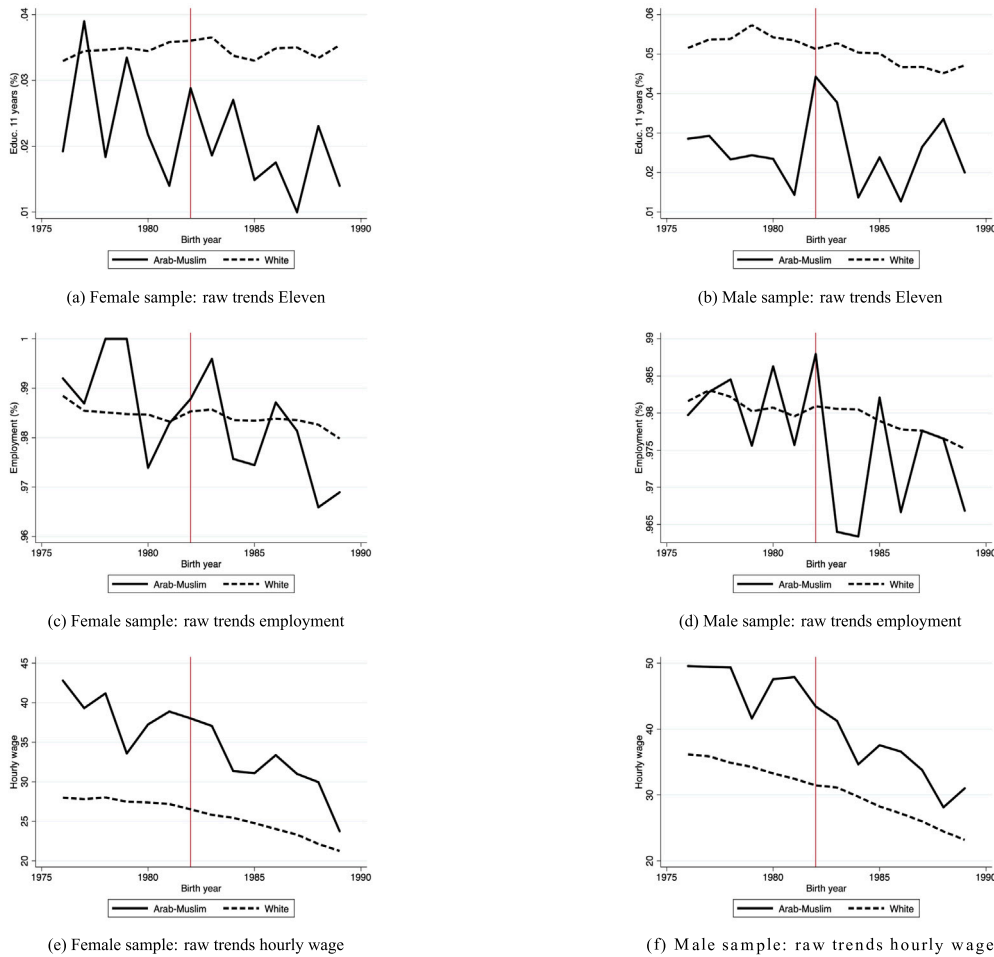 .04
.03
.02
.01
Educ. 11 years (%)
1975 1980 1985 1990
Birth year
Arab-Muslim White
(a) Female sample: raw trends Eleven
.06
.05
.04
.03
.02
.01
Educ. 11 years (%)
1975 1980 1985 1990
Birth year
Arab-Muslim White
(b) Male sample: raw trends Eleven
1
.99
.98
.97
.96
Employment (%)
1975 1980 1985 1990
Birth year
Arab-Muslim White
(c) Female sample: raw trends employment
.99
.985
.98
.975
.97
.965
Employment (%)
1975 1980 1985 1990
Birth year
Arab-Muslim White
(d) Male sample: raw trends employment
45
40
35
30
25
20
Hourly wage
1975 1980 1985 1990
Birth year
Arab-Muslim White
(e) Female sample: raw trends hourly wage
50
40
30
20
Hourly wage
1975 1980 1985 1990
Birth year
Arab-Muslim White
(f) Male sample: raw trends hourly wage